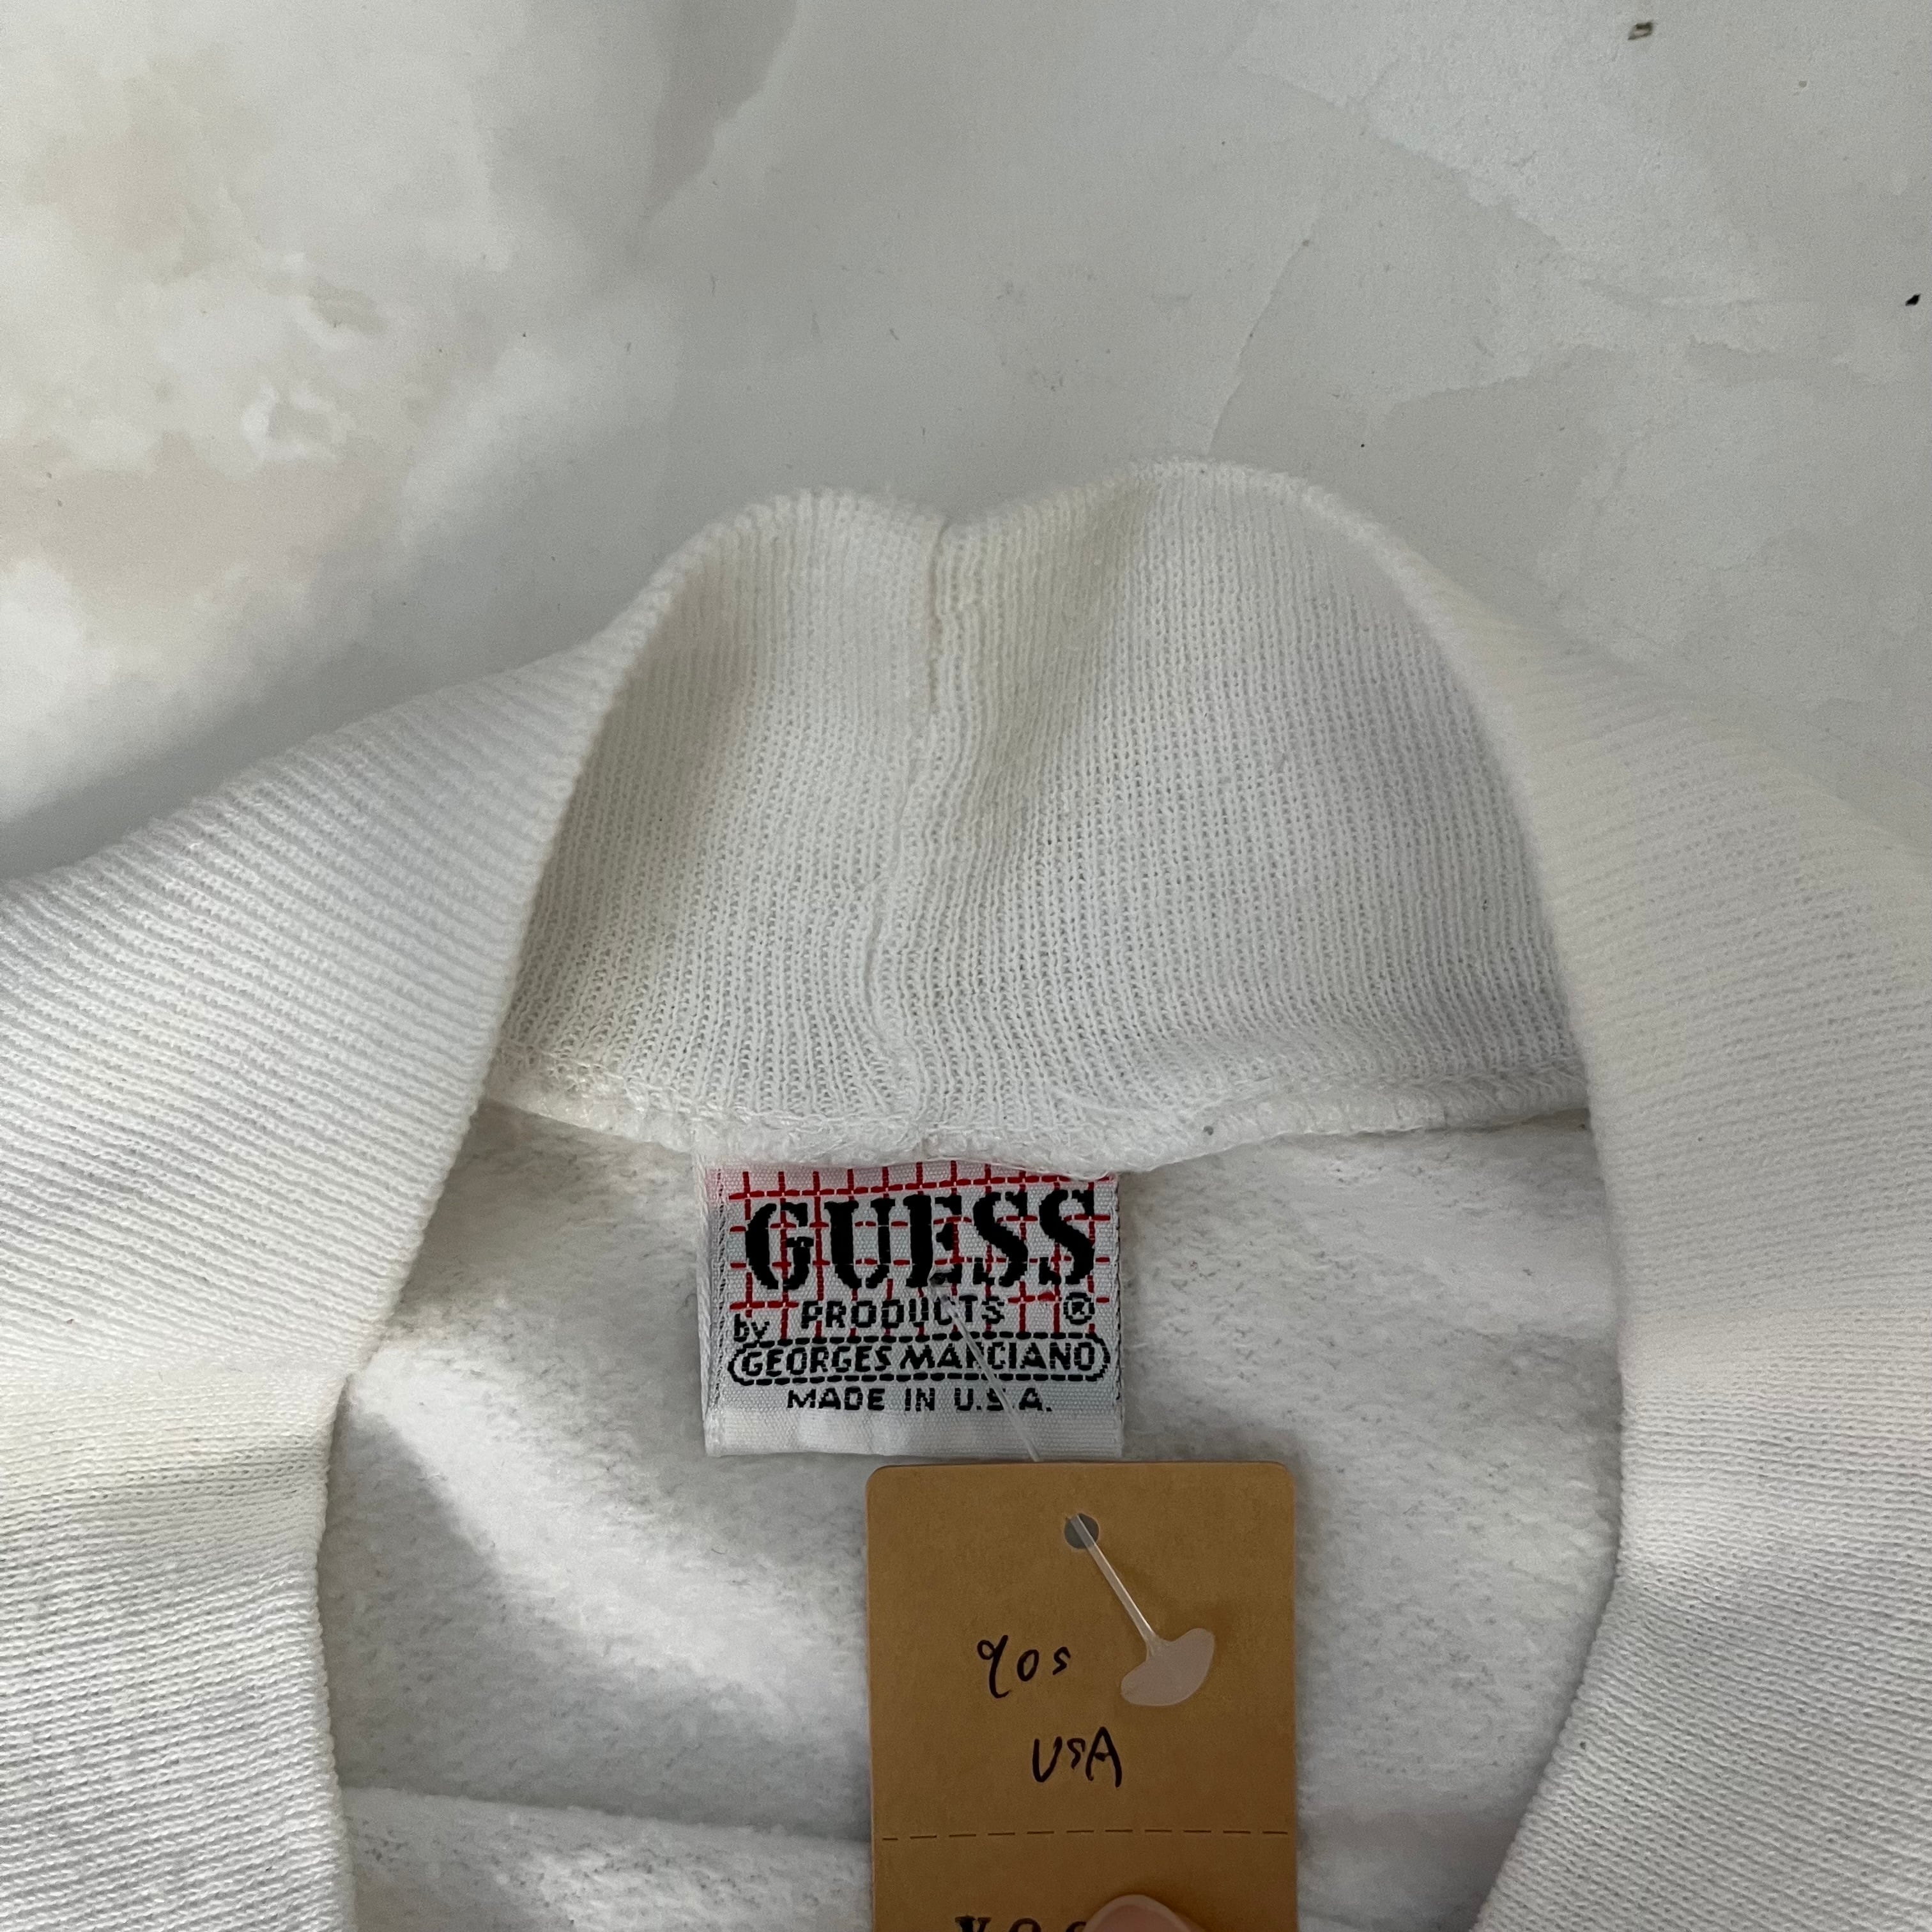 GUESS
PRODUCTS ®
by
GEORGES MARCIANO
MADE IN U.S.A.
90s
USA